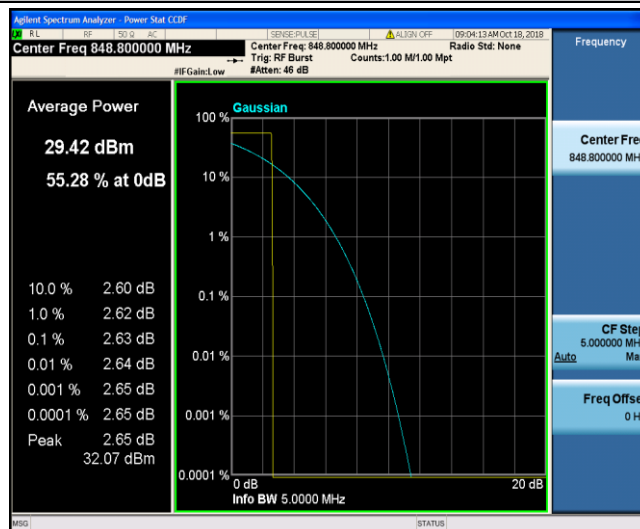 Agilent Spectrum Analyzer - Power Stat CCDF
RL RF 50 Ω AC SENSE:PULSE ALIGN OFF 09:04:13 AM Oct 18, 2018
Center Freq 848.800000 MHz
Center Freq: 848.800000 MHz Radio Std: None
Trig: RF Burst Counts:1.00 M/1.00 Mpt
#IFGain:Low #Atten: 46 dB
Frequency
Average Power
29.42 dBm
55.28 % at 0dB
10.0 % 2.60 dB
1.0 % 2.62 dB
0.1 % 2.63 dB
0.01 % 2.64 dB
0.001 % 2.65 dB
0.0001 % 2.65 dB
Peak 2.65 dB
32.07 dBm
Gaussian
100 %
10 %
1 %
0.1 %
0.01 %
0.001 %
0.0001 %
0 dB 20 dB
Info BW 5.0000 MHz
Center Fre
848.800000 MH
CF Step
5.000000 MH
Auto Ma
Freq Offse
0 H
MSG STATUS